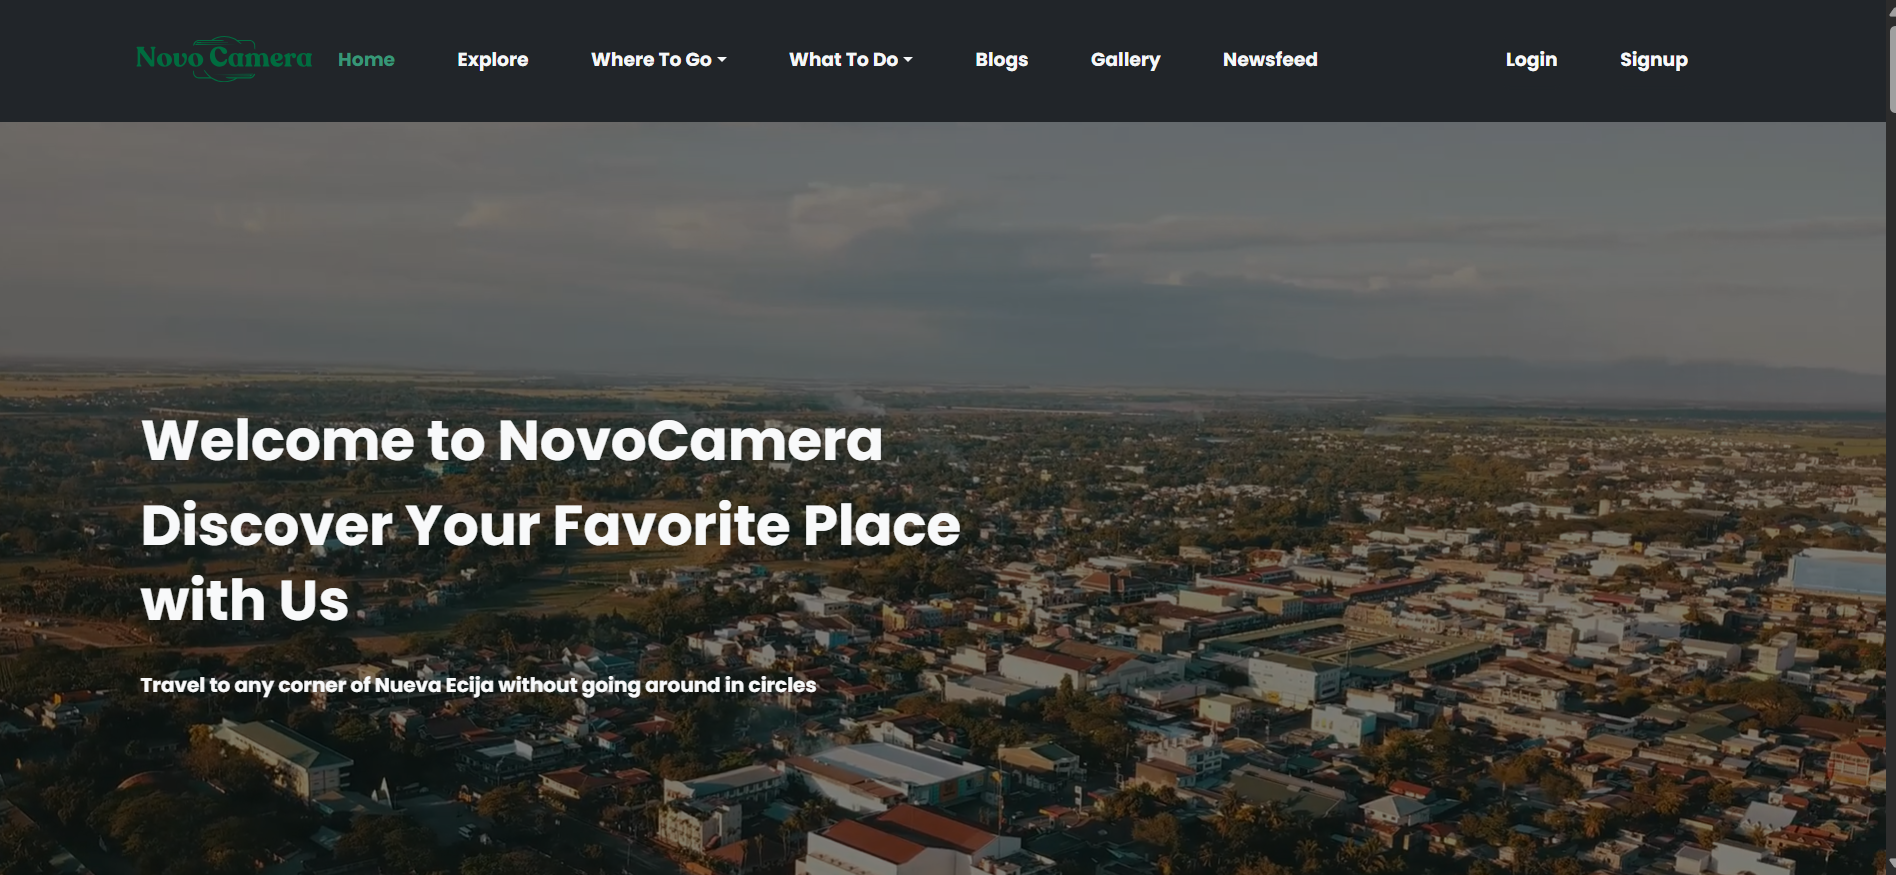 Novo Camera Home Explore Where To Go What To Do Blogs Gallery Newsfeed Login Signup
Welcome to NovoCamera
Discover Your Favorite Place
with Us
Travel to any corner of Nueva Ecija without going around in circles